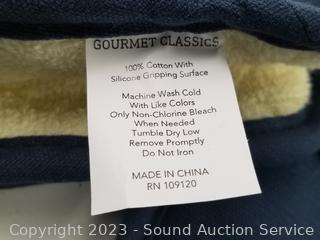 GOURMET CLASSICS
100% Cotton With
Silicone Gripping Surface
Machine Wash Cold
With Like Colors
Only Non-Chlorine Bleach
When Needed
Tumble Dry Low
Remove Promptly
Do Not Iron
MADE IN CHINA
RN 109120
Copyright 2023 - Sound Auction Service